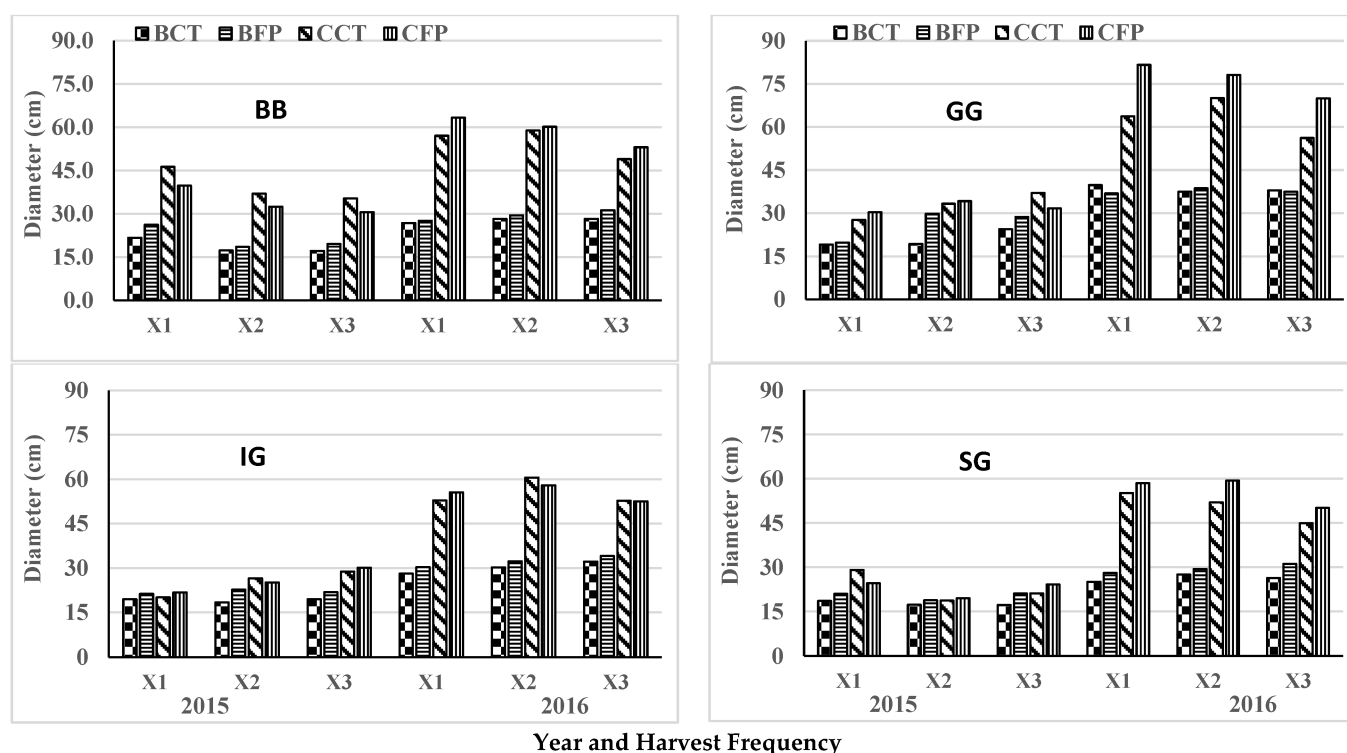 BCT BFP CCT CFP
90.0
75.0
60.0
45.0
30.0
15.0
0.0
Diameter (cm)
BB
X1 X2 X3 X1 X2 X3
BCT BFP CCT CFP
90
75
60
45
30
15
0
Diameter (cm)
GG
X1 X2 X3 X1 X2 X3
90
75
60
45
30
15
0
Diameter (cm)
IG
X1 X2 X3 X1 X2 X3
2015 2016
90
75
60
45
30
15
0
Diameter (cm)
SG
X1 X2 X3 X1 X2 X3
2015 2016
Year and Harvest Frequency